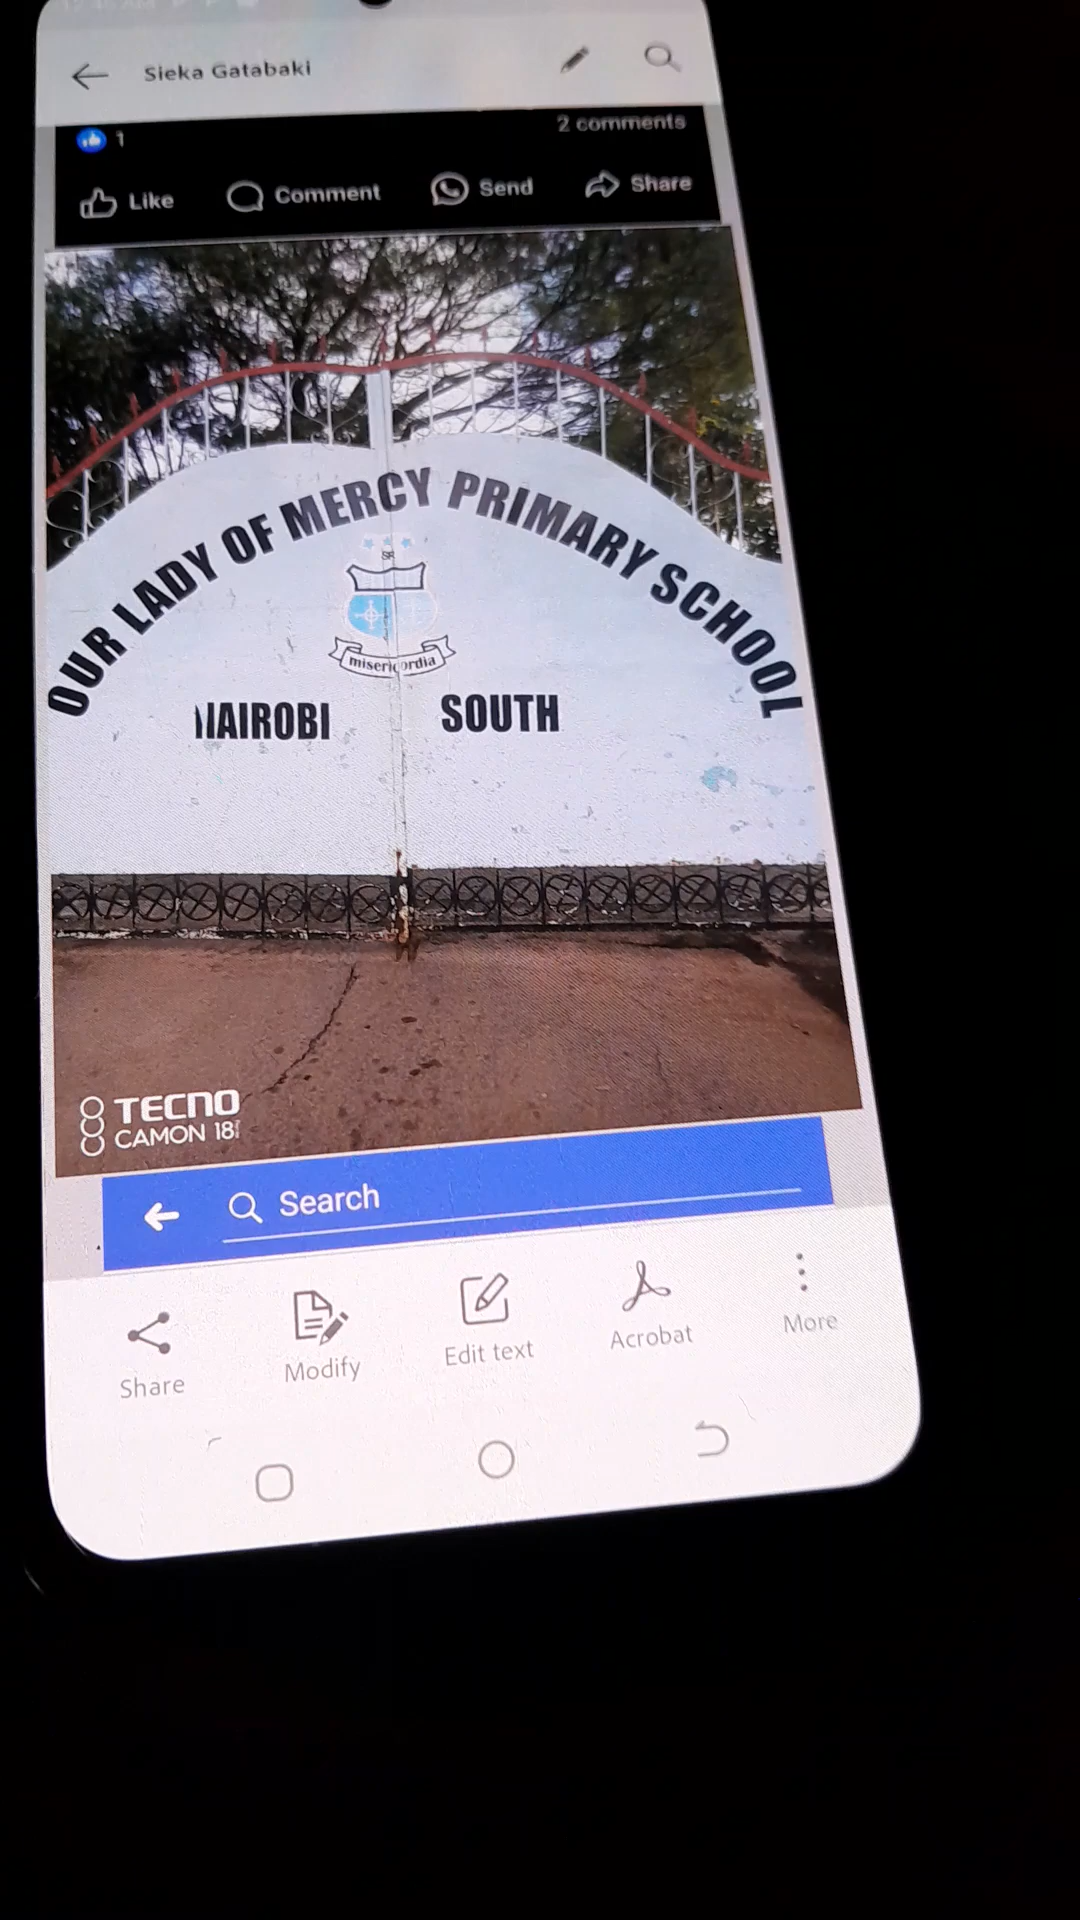 Sieka Gatabaki
1
2 comments
Like
Comment
Send
Share
OUR LADY OF MERCY PRIMARY SCHOOL
SR
misericordia
NAIROBI SOUTH
TECNO
CAMON 18
Search
Share
Modify
Edit text
Acrobat
More